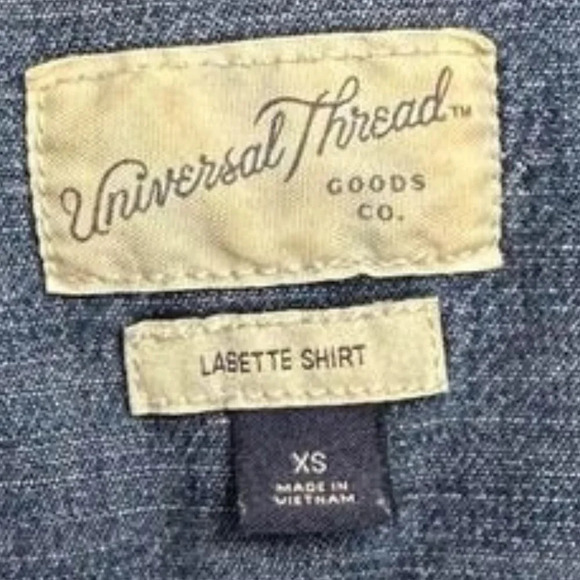 Universal Thread™
GOODS
CO.
LABETTE SHIRT
XS
MADE IN
VIETNAM